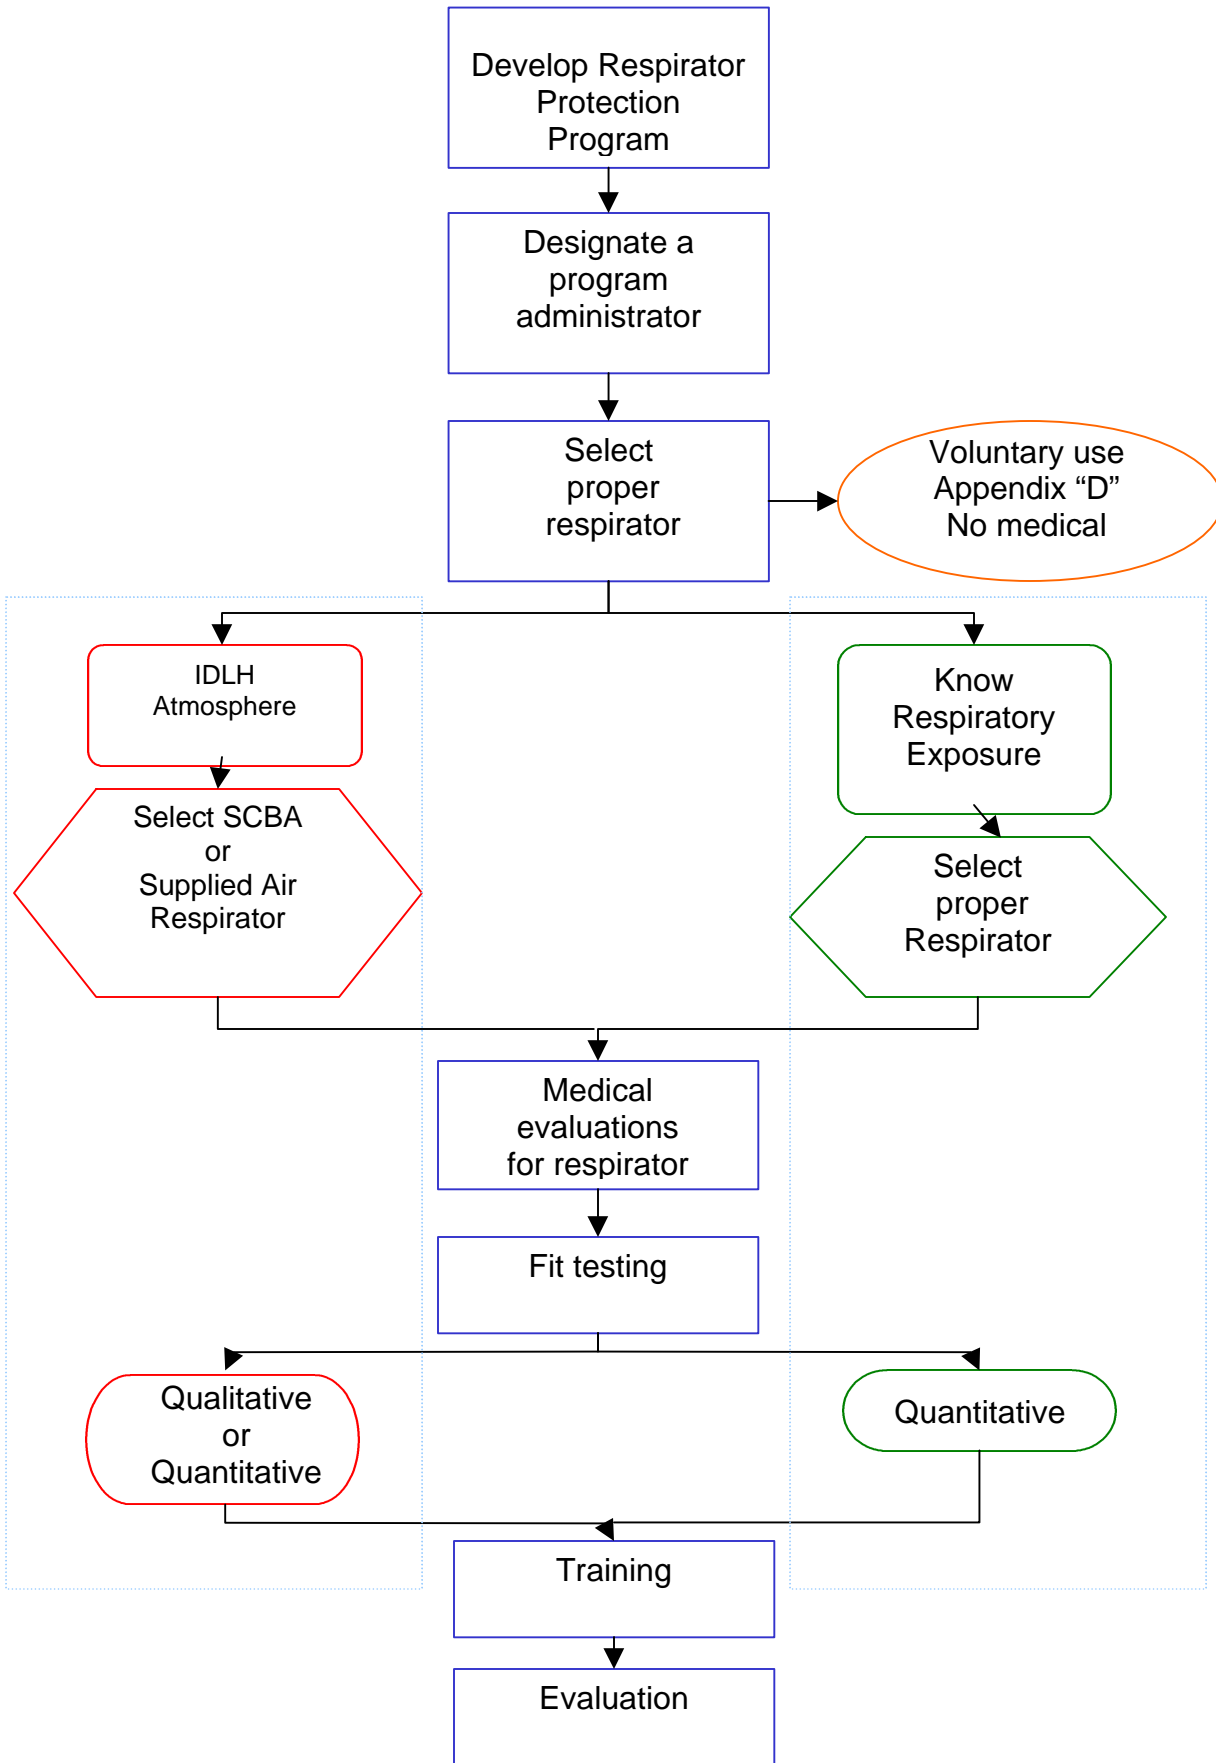 Develop Respirator
Protection
Program
Designate a
program
administrator
Select
proper
respirator
Voluntary use
Appendix “D”
No medical
IDLH
Atmosphere
Know
Respiratory
Exposure
Select SCBA
or
Supplied Air
Respirator
Select
proper
Respirator
Medical
evaluations
for respirator
Fit testing
Qualitative
or
Quantitative
Quantitative
Training
Evaluation